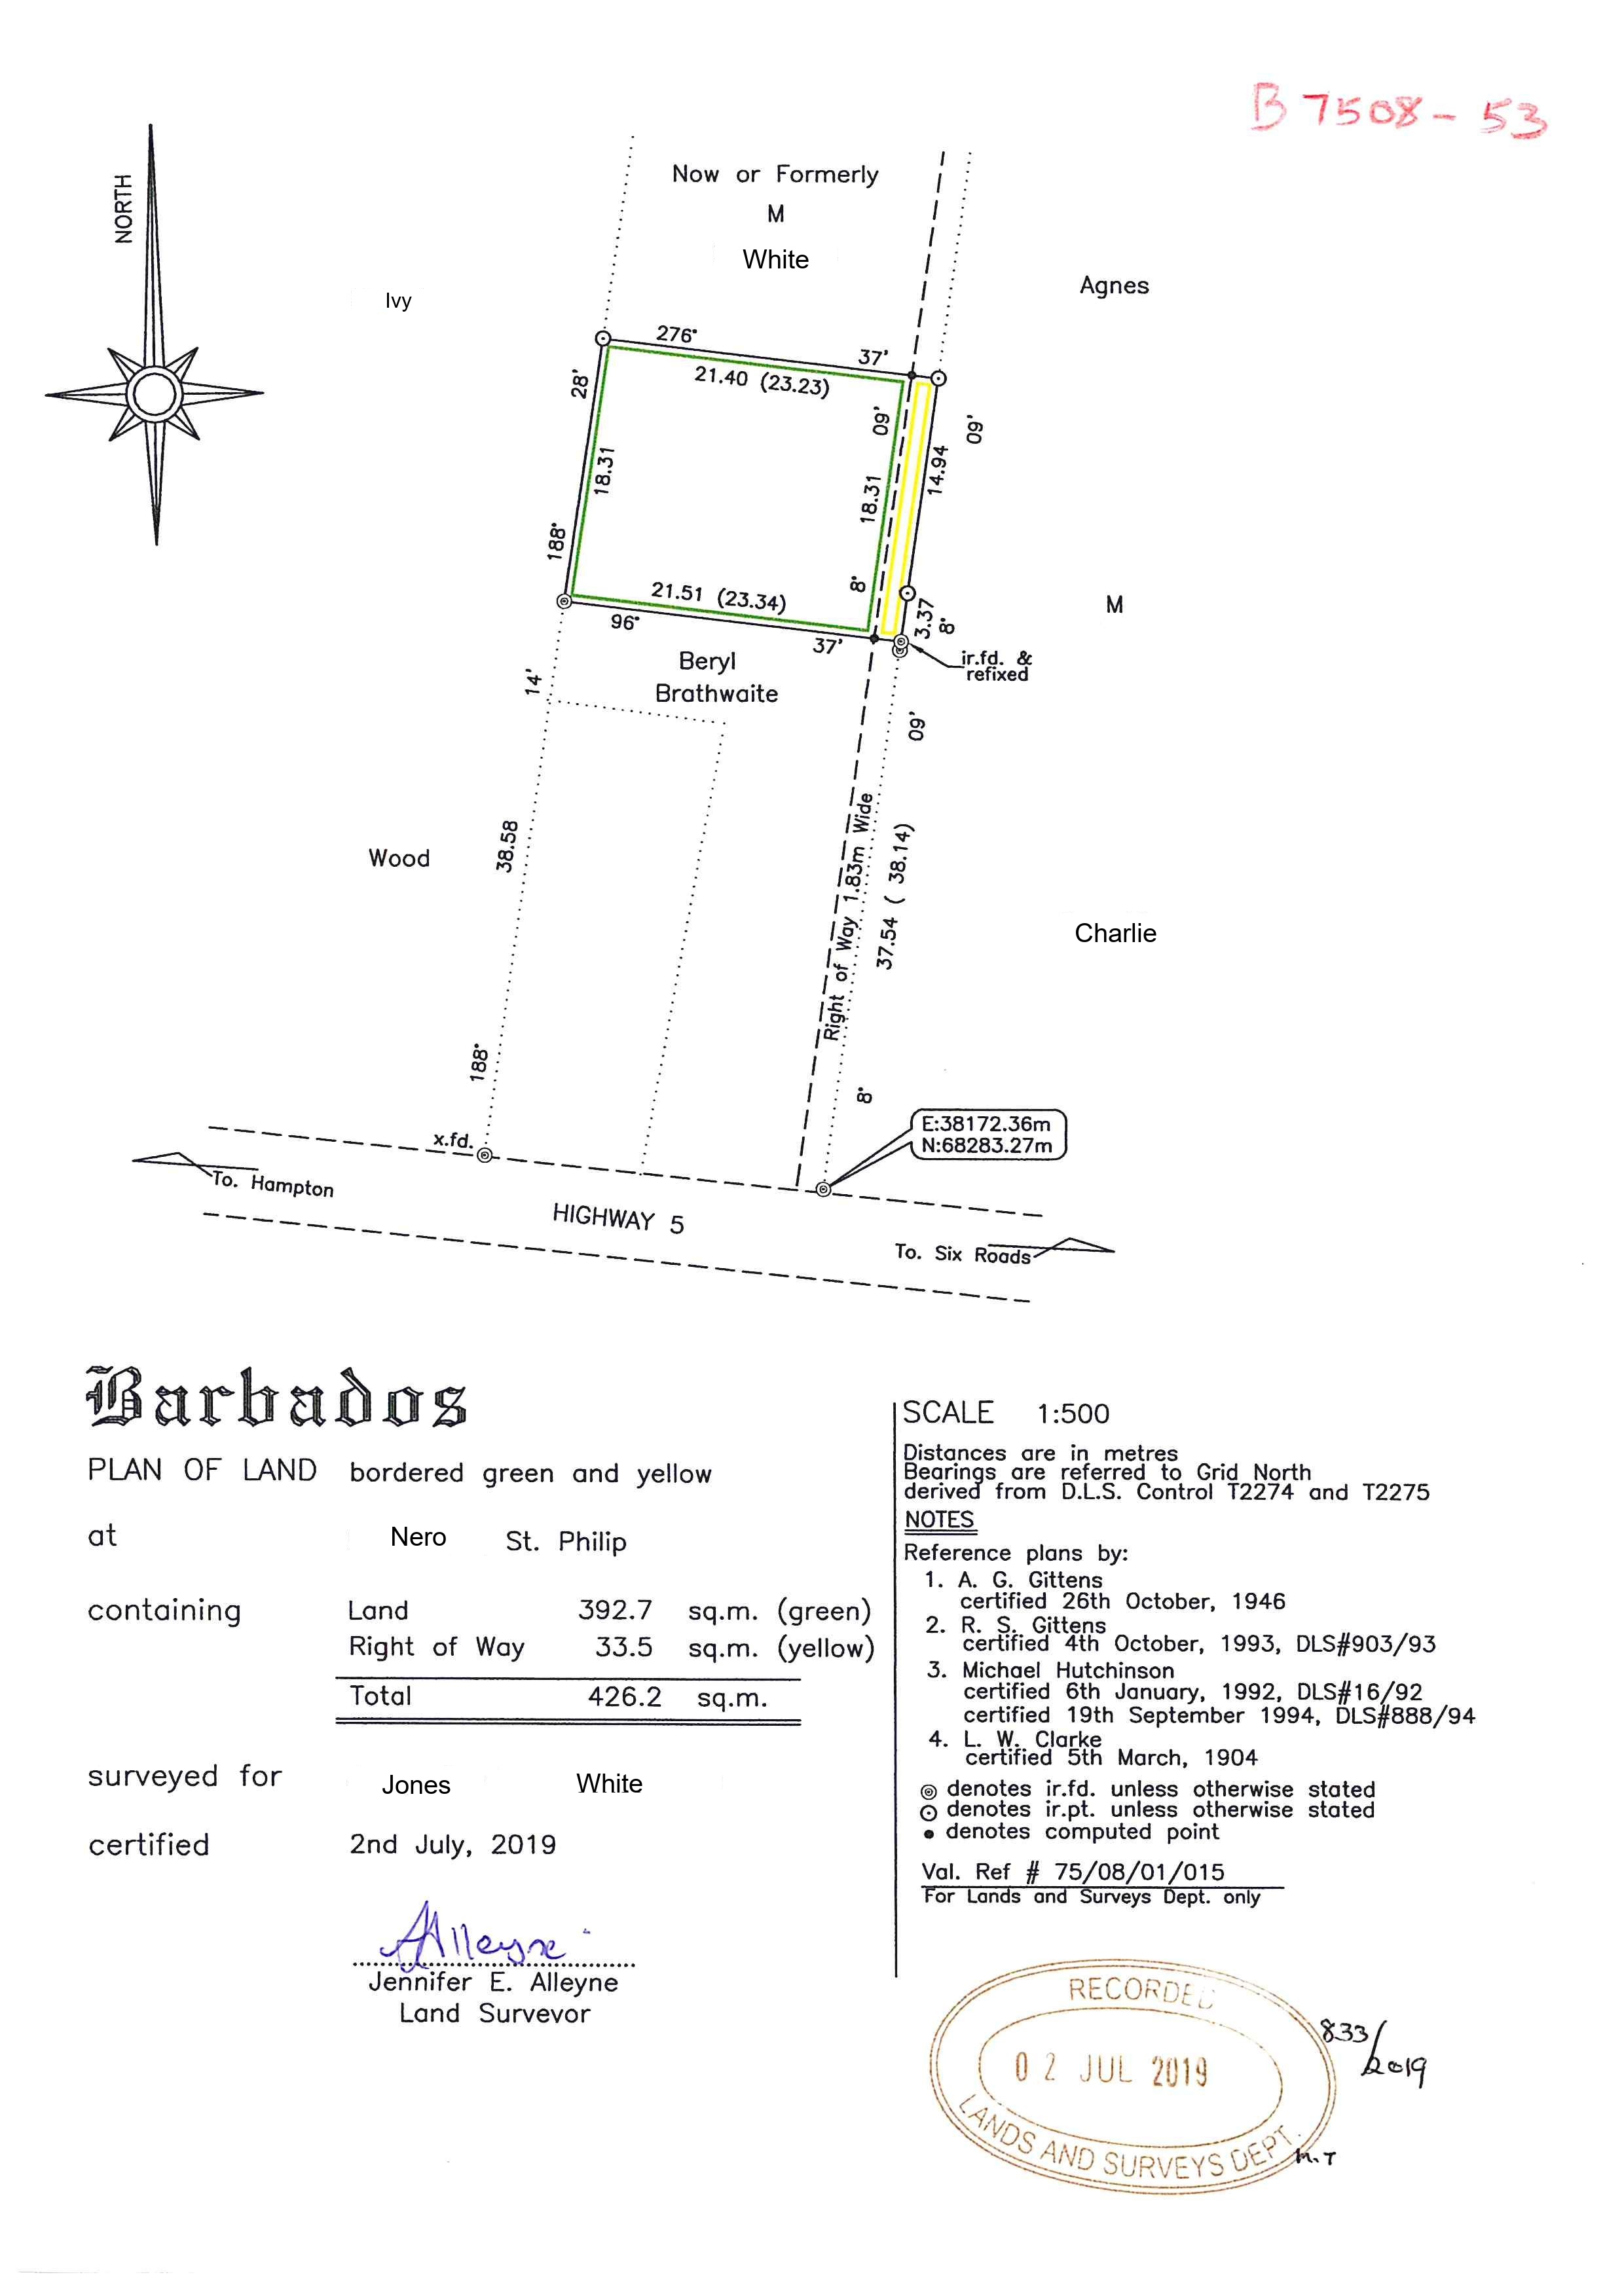 B 7508 - 53
NORTH
Now or Formerly
M
White
Ivy
Agnes
276°
37'
21.40 (23.23)
28'
09'
09'
18.31
18.31
14.94
188°
8°
21.51 (23.34)
96°
37'
3.37
8°
M
ir.fd. &
refixed
Beryl
Brathwaite
14'
09'
Wood
38.58
Right of Way 1.83m Wide
37.54 ( 38.14)
Charlie
188°
8°
E:38172.36m
N:68283.27m
x.fd.
To. Hampton
HIGHWAY 5
To. Six Roads
Barbados
PLAN OF LAND bordered green and yellow
at Nero St. Philip
containing Land 392.7 sq.m. (green)
Right of Way 33.5 sq.m. (yellow)
Total 426.2 sq.m.
surveyed for Jones White
certified 2nd July, 2019
JAlleyne
Jennifer E. Alleyne
Land Surveyor
SCALE 1:500
Distances are in metres
Bearings are referred to Grid North
derived from D.L.S. Control T2274 and T2275
NOTES
Reference plans by:
1. A. G. Gittens
certified 26th October, 1946
2. R. S. Gittens
certified 4th October, 1993, DLS#903/93
3. Michael Hutchinson
certified 6th January, 1992, DLS#16/92
certified 19th September 1994, DLS#888/94
4. L. W. Clarke
certified 5th March, 1904
denotes ir.fd. unless otherwise stated
denotes ir.pt. unless otherwise stated
denotes computed point
Val. Ref # 75/08/01/015
For Lands and Surveys Dept. only
RECORDED
02 JUL 2019
LANDS AND SURVEYS DEPT.
833/2019
M.T